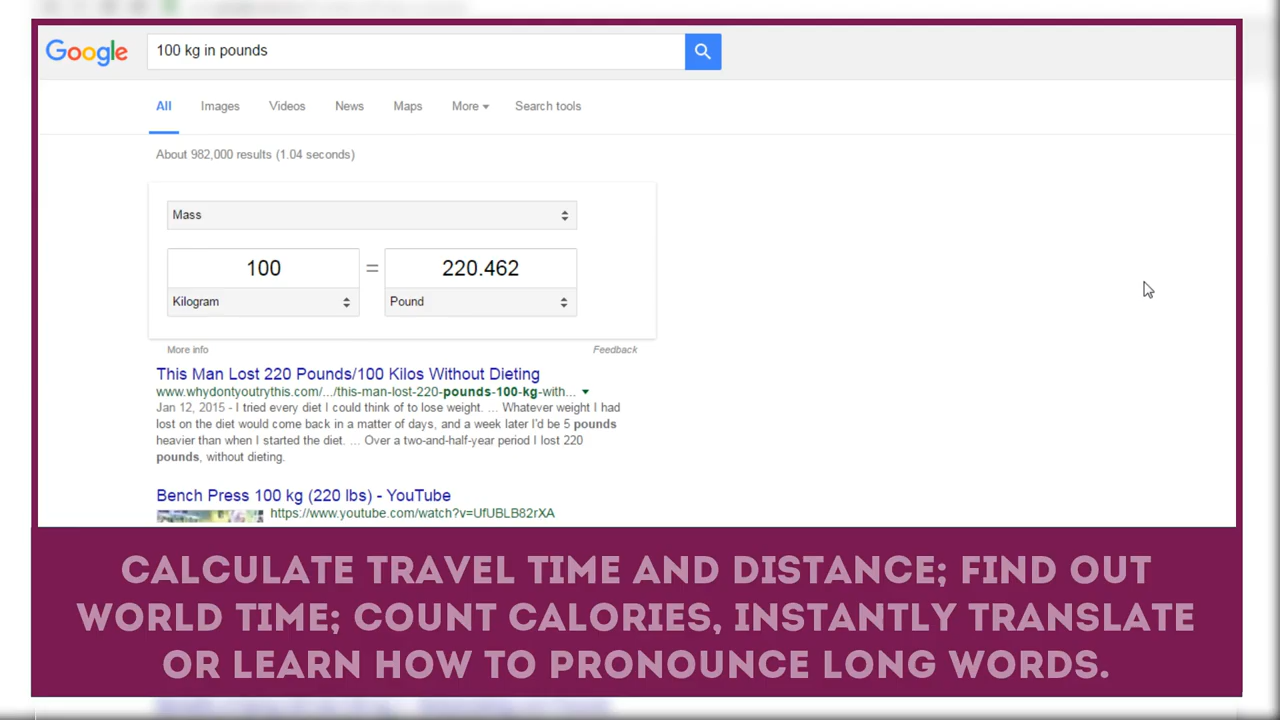 Google
100 kg in pounds
All Images Videos News Maps More Search tools
About 982,000 results (1.04 seconds)
Mass
100 = 220.462
Kilogram Pound
More info Feedback
This Man Lost 220 Pounds/100 Kilos Without Dieting
www.whydontyoutrythis.com/.../this-man-lost-220-pounds-100-kg-with...
Jan 12, 2015 - I tried every diet I could think of to lose weight. ... Whatever weight I had
lost on the diet would come back in a matter of days, and a week later I'd be 5 pounds
heavier than when I started the diet. ... Over a two-and-half-year period I lost 220
pounds, without dieting.
Bench Press 100 kg (220 lbs) - YouTube
https://www.youtube.com/watch?v=UfUBLB82rXA
CALCULATE TRAVEL TIME AND DISTANCE; FIND OUT
WORLD TIME; COUNT CALORIES, INSTANTLY TRANSLATE
OR LEARN HOW TO PRONOUNCE LONG WORDS.